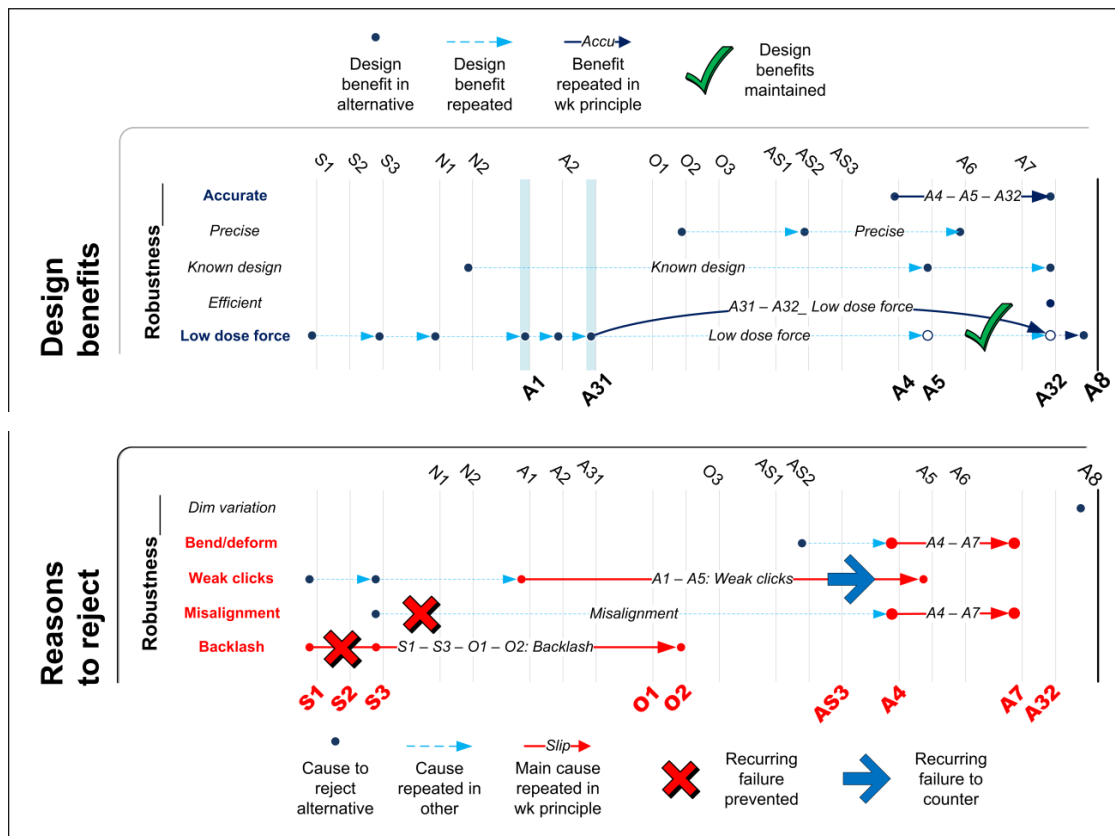 Accu
Design benefit in alternative
Design benefit repeated
Benefit repeated in wk principle
Design benefits maintained
S1 S2 S3 N1 N2 A2 O1 O2 O3 AS1 AS2 AS3 A6 A7
Design benefits
Robustness
Accurate
A4 – A5 – A32
Precise
Precise
Known design
Known design
Efficient
A31 – A32_ Low dose force
Low dose force
Low dose force
A1 A31 A4 A5 A32 A8
N1 N2 A1 A2 A31 O3 AS1 AS2 A5 A6 A8
Reasons to reject
Robustness
Dim variation
Bend/deform
A4 – A7
Weak clicks
A1 – A5: Weak clicks
Misalignment
Misalignment
A4 – A7
Backlash
S1 – S3 – O1 – O2: Backlash
S1 S2 S3 O1 O2 AS3 A4 A7 A32
Slip
Cause to reject alternative
Cause repeated in other
Main cause repeated in wk principle
Recurring failure prevented
Recurring failure to counter